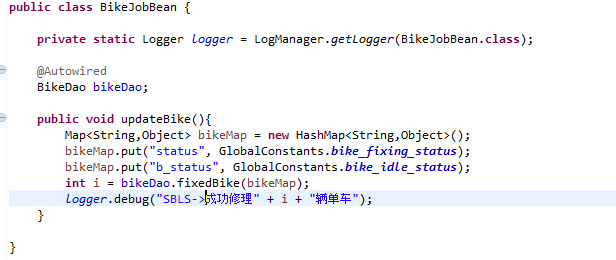 public class BikeJobBean {
private static Logger logger = LogManager.getLogger(BikeJobBean.class);
@Autowired
BikeDao bikeDao;
public void updateBike(){
Map<String,Object> bikeMap = new HashMap<String,Object>();
bikeMap.put("status", GlobalConstants.bike_fixing_status);
bikeMap.put("b_status", GlobalConstants.bike_idle_status);
int i = bikeDao.fixedBike(bikeMap);
logger.debug("SBLS->成功修理" + i + "辆单车");
}
}